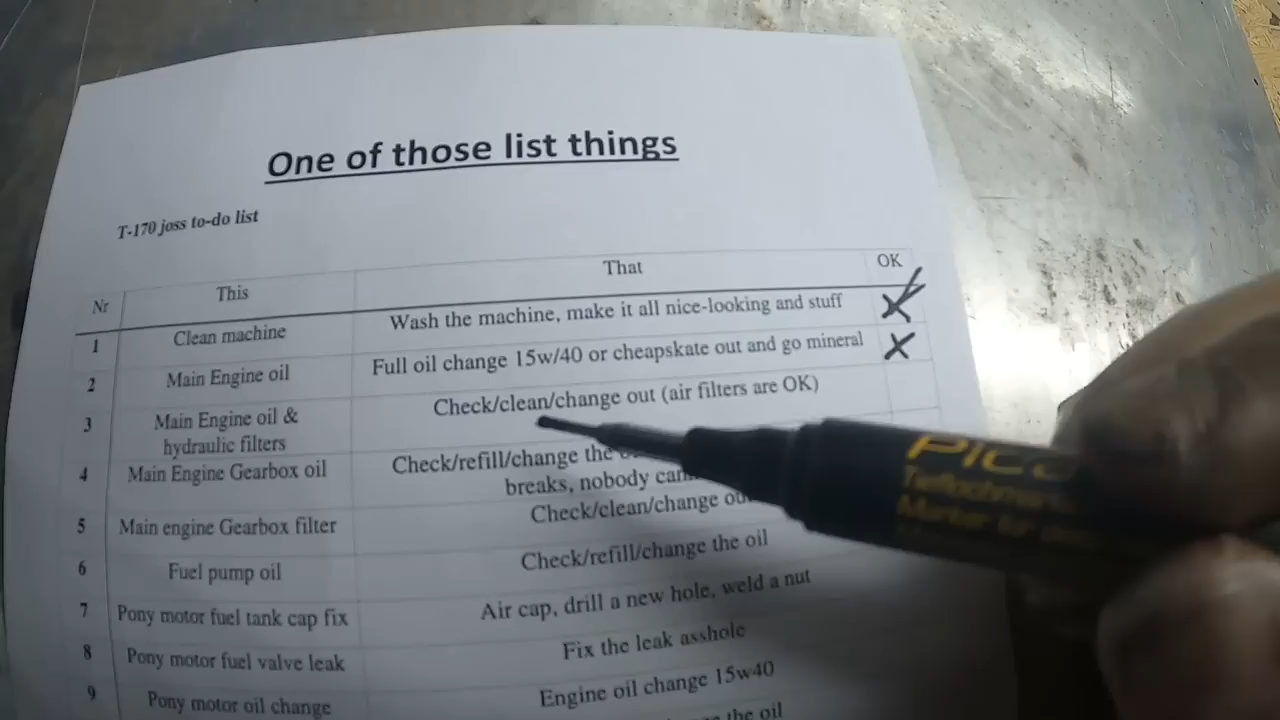 One of those list things
T-170 joss to-do list
Nr This That OK
1 Clean machine Wash the machine, make it all nice-looking and stuff
2 Main Engine oil Full oil change 15w/40 or cheapskate out and go mineral
3 Main Engine oil & Check/clean/change out (air filters are OK)
hydraulic filters
4 Main Engine Gearbox oil Check/refill/change the
breaks, nobody
5 Main engine Gearbox filter Check/clean/change
6 Fuel pump oil Check/refill/change the oil
7 Pony motor fuel tank cap fix Air cap, drill a new hole, weld a nut
8 Pony motor fuel valve leak Fix the leak asshole
9 Pony motor oil change Engine oil change 15w40
the oil
Pica
Marker for